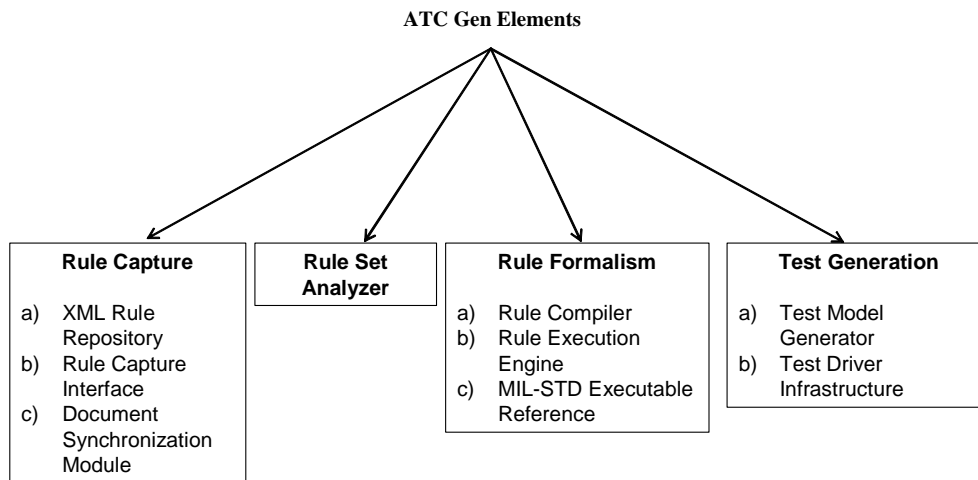 ATC Gen Elements
Rule Capture
a) XML Rule
Repository
b) Rule Capture
Interface
c) Document
Synchronization
Module
Rule Set
Analyzer
Rule Formalism
a) Rule Compiler
b) Rule Execution
Engine
c) MIL-STD Executable
Reference
Test Generation
a) Test Model
Generator
b) Test Driver
Infrastructure